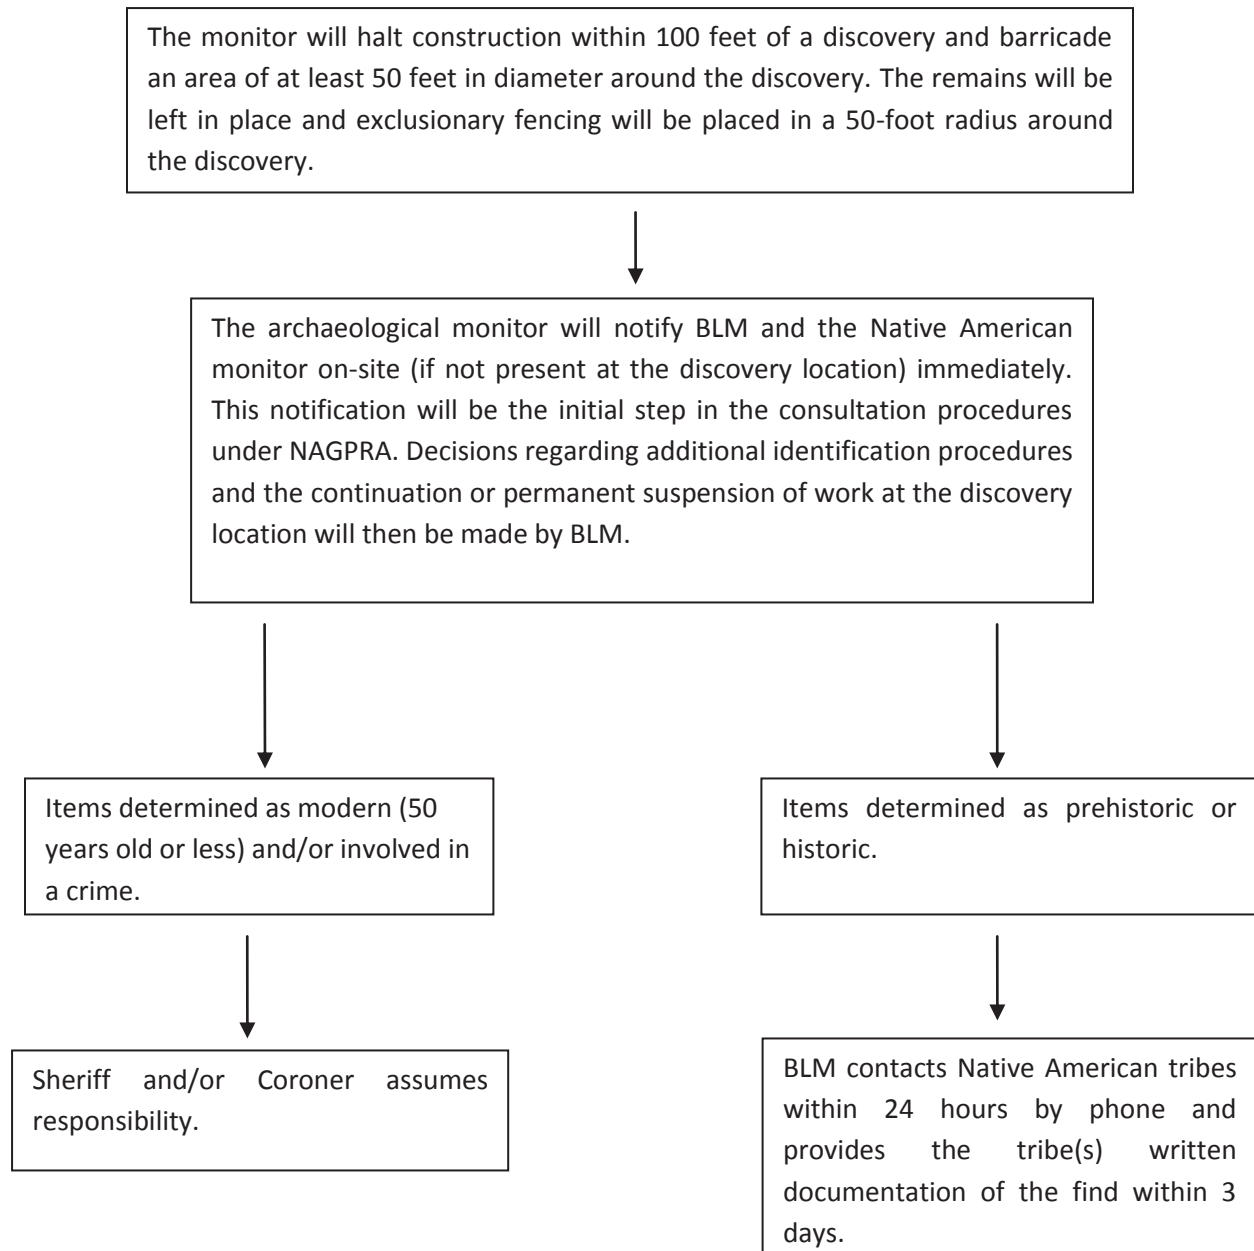 The monitor will halt construction within 100 feet of a discovery and barricade
an area of at least 50 feet in diameter around the discovery. The remains will be
left in place and exclusionary fencing will be placed in a 50-foot radius around
the discovery.
The archaeological monitor will notify BLM and the Native American
monitor on-site (if not present at the discovery location) immediately.
This notification will be the initial step in the consultation procedures
under NAGPRA. Decisions regarding additional identification procedures
and the continuation or permanent suspension of work at the discovery
location will then be made by BLM.
Items determined as modern (50
years old or less) and/or involved in
a crime.
Items determined as prehistoric or
historic.
Sheriff and/or Coroner assumes
responsibility.
BLM contacts Native American tribes
within 24 hours by phone and
provides the tribe(s) written
documentation of the find within 3
days.